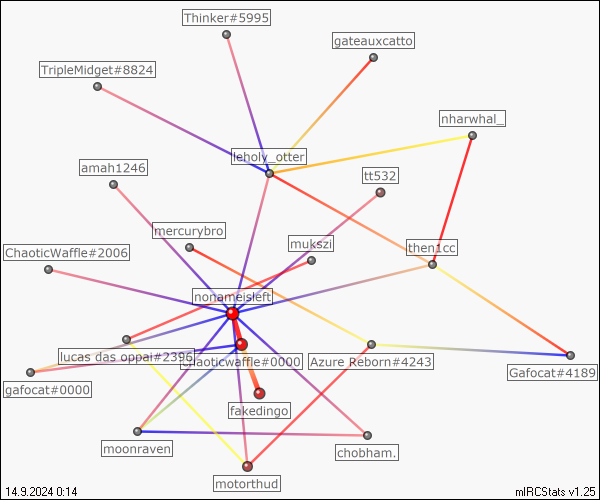 Thinker#5995
gateauxcatto
TripleMidget#8824
nharwhal_
leholy_otter
amah1246
tt532
mercurybro
mukszi
then1cc
ChaoticWaffle#2006
nonameisleft
lucas das oppai#2396
chaoticwaffle#0000
Azure Reborn#4243
Gafocat#4189
gafocat#0000
fakedingo
moonraven
chobham.
motorthud
14.9.2024 0:14
mIRCStats v1.25